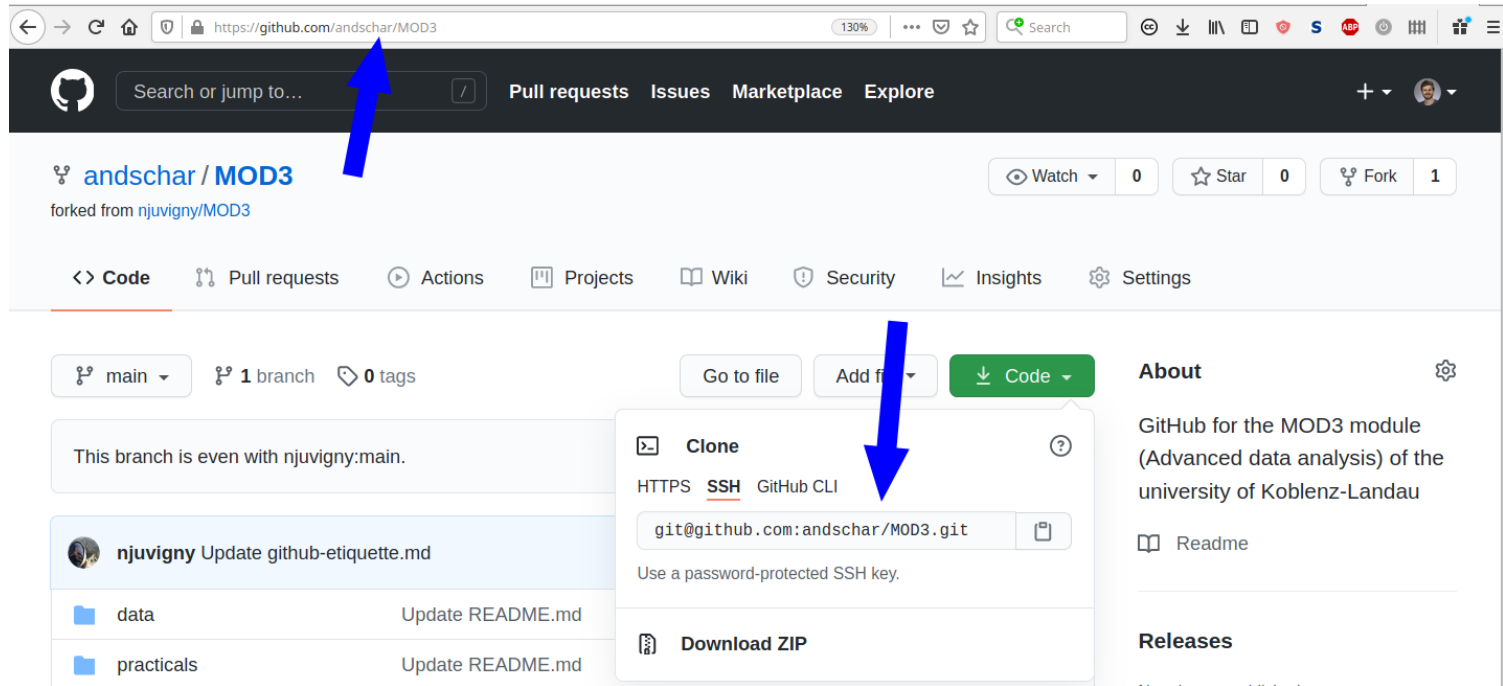 https://github.com/andschar/MOD3 130% Search
Search or jump to… / Pull requests Issues Marketplace Explore
andschar / MOD3 Watch 0 Star 0 Fork 1
forked from njuvigny/MOD3
Code Pull requests Actions Projects Wiki Security Insights Settings
main 1 branch 0 tags Go to file Add Code
This branch is even with njuvigny:main.
njuvigny Update github-etiquette.md
data Update README.md
practicals Update README.md
Clone
HTTPS SSH GitHub CLI
git@github.com:andschar/MOD3.git
Use a password-protected SSH key.
Download ZIP
About
GitHub for the MOD3 module
(Advanced data analysis) of the
university of Koblenz-Landau
Readme
Releases